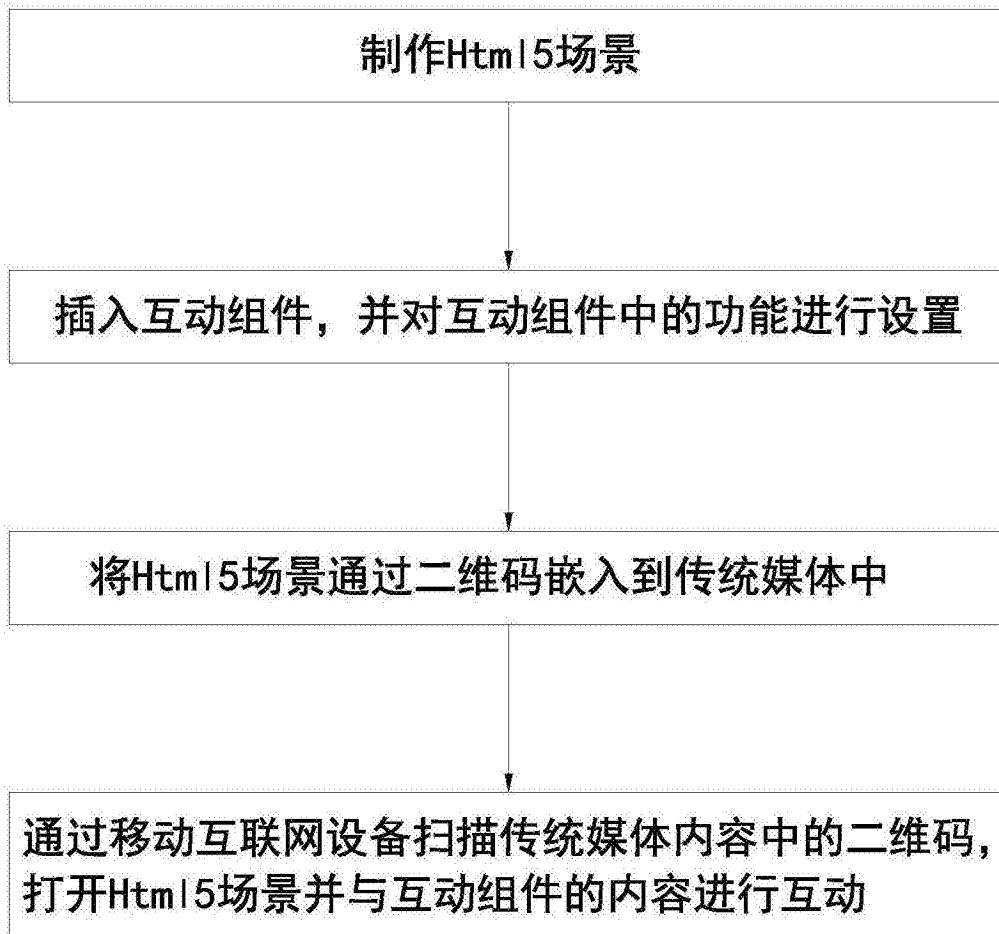 制作Html5场景
插入互动组件，并对互动组件中的功能进行设置
将Html5场景通过二维码嵌入到传统媒体中
通过移动互联网设备扫描传统媒体内容中的二维码，
打开Html5场景并与互动组件的内容进行互动